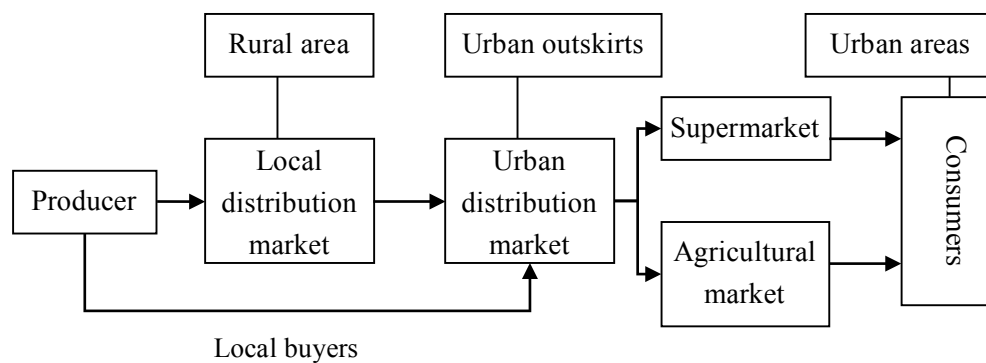 Rural area
Urban outskirts
Urban areas
Producer
Local
distribution
market
Urban
distribution
market
Supermarket
Agricultural
market
Consumers
Local buyers